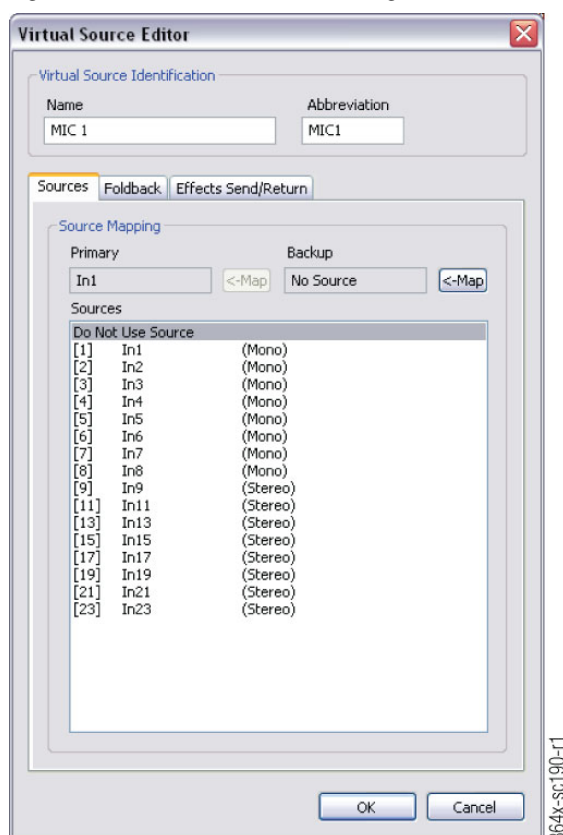 Virtual Source Editor
Virtual Source Identification
Name Abbreviation
MIC 1 MIC1
Sources Foldback Effects Send/Return
Source Mapping
Primary Backup
In1 <-Map No Source <-Map
Sources
Do Not Use Source
[1] In1 (Mono)
[2] In2 (Mono)
[3] In3 (Mono)
[4] In4 (Mono)
[5] In5 (Mono)
[6] In6 (Mono)
[7] In7 (Mono)
[8] In8 (Mono)
[9] In9 (Stereo)
[11] In11 (Stereo)
[13] In13 (Stereo)
[15] In15 (Stereo)
[17] In17 (Stereo)
[19] In19 (Stereo)
[21] In21 (Stereo)
[23] In23 (Stereo)
OK Cancel